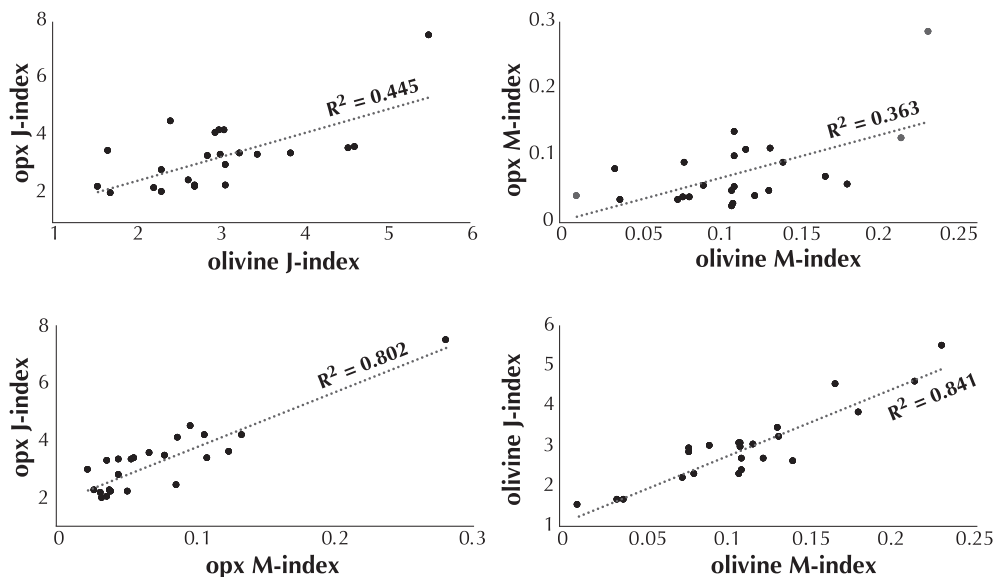 8
6
4
2
opx J-index
R² = 0.445
1 2 3 4 5 6
olivine J-index
0.3
0.2
0.1
0
opx M-index
R² = 0.363
0 0.05 0.1 0.15 0.2 0.25
olivine M-index
8
6
4
2
opx J-index
R² = 0.802
0 0.1 0.2 0.3
opx M-index
6
5
4
3
2
1
olivine J-index
R² = 0.841
0 0.05 0.1 0.15 0.2 0.25
olivine M-index